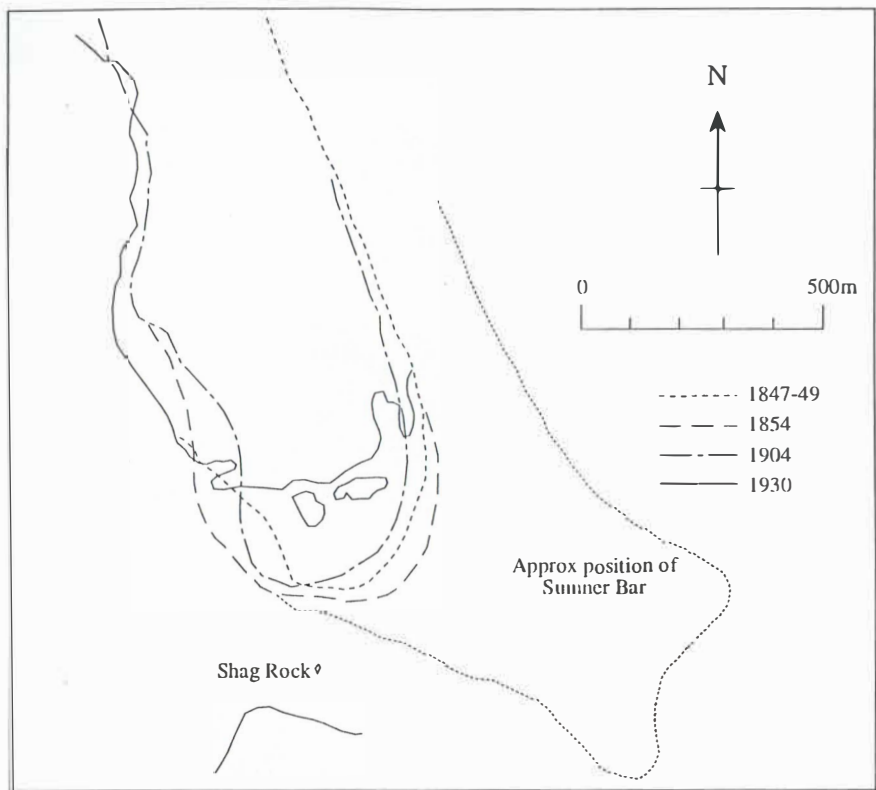 N
0 500m
1847-49
1854
1904
1930
Approx position of
Sumner Bar
Shag Rock